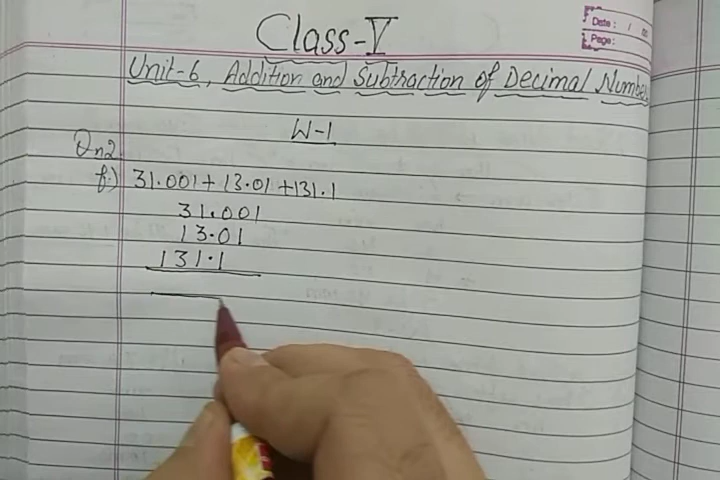 Class-V
Date: /
Page:
Unit-6, Addition and Subtraction of Decimal Number
W-1
Qn2.
f.) 31.001 + 13.01 + 131.1
31.001
13.01
131.1